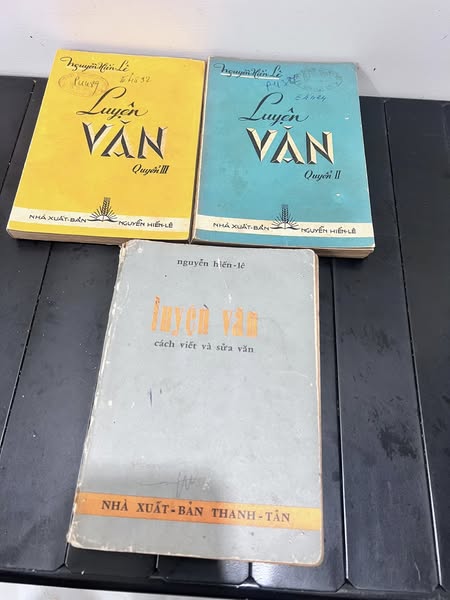 Nguyễn Hiến Lê
Luyện
VĂN
Quyển III
NHÀ XUẤT-BẢN NGUYỄN HIẾN-LÊ
Nguyễn Hiến Lê
Luyện
VĂN
Quyển II
NHÀ XUẤT-BẢN NGUYỄN HIẾN-LÊ
nguyễn hiến-lê
luyện văn
cách viết và sửa văn
NHÀ XUẤT-BẢN THANH-TÂN